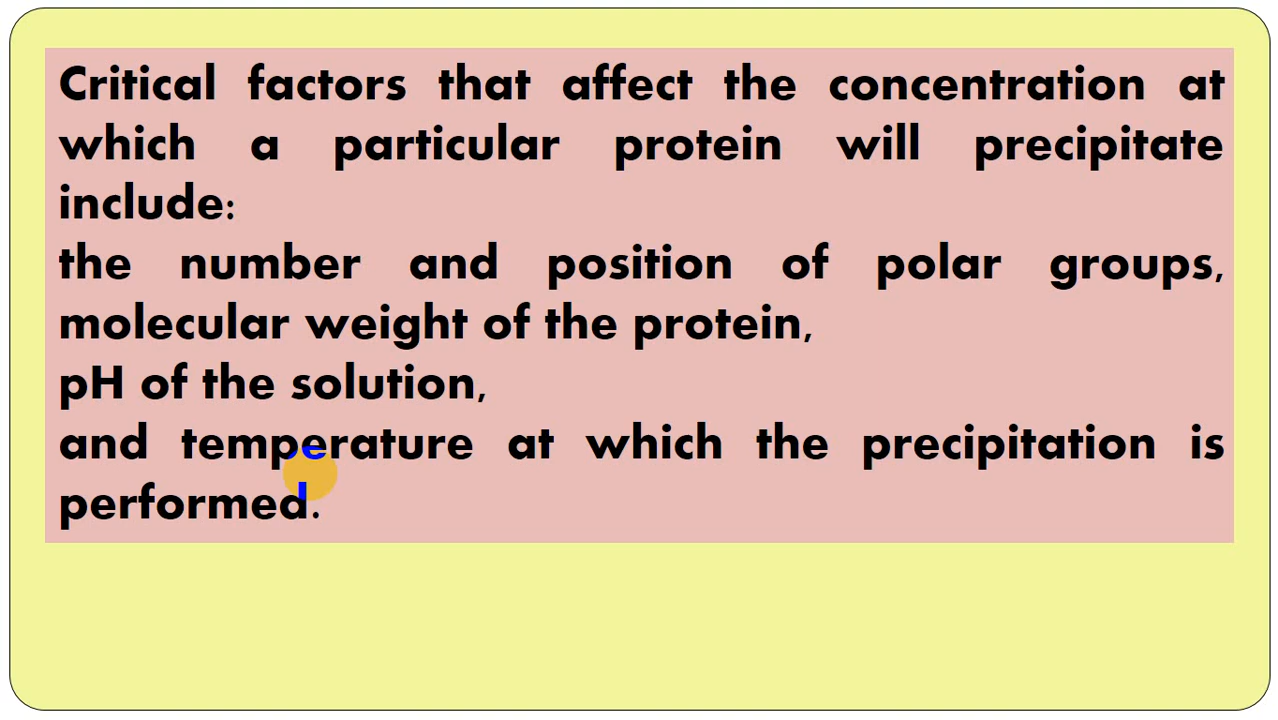 Critical factors that affect the concentration at
which a particular protein will precipitate
include:
the number and position of polar groups,
molecular weight of the protein,
pH of the solution,
and temperature at which the precipitation is
performed.